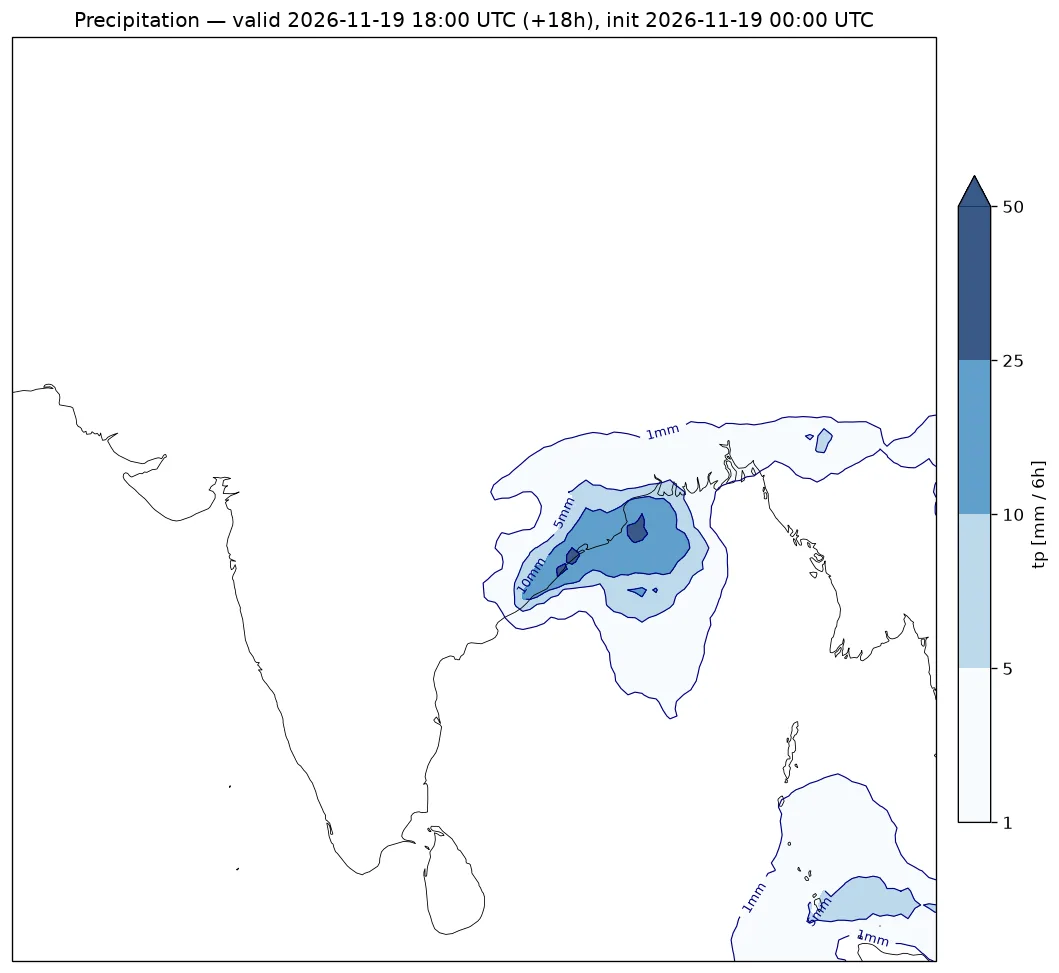 Precipitation — valid 2026-11-19 18:00 UTC (+18h), init 2026-11-19 00:00 UTC
50
25
10
5
1
tp [mm / 6h]
1mm
5mm
10mm
1mm
5mm
1mm